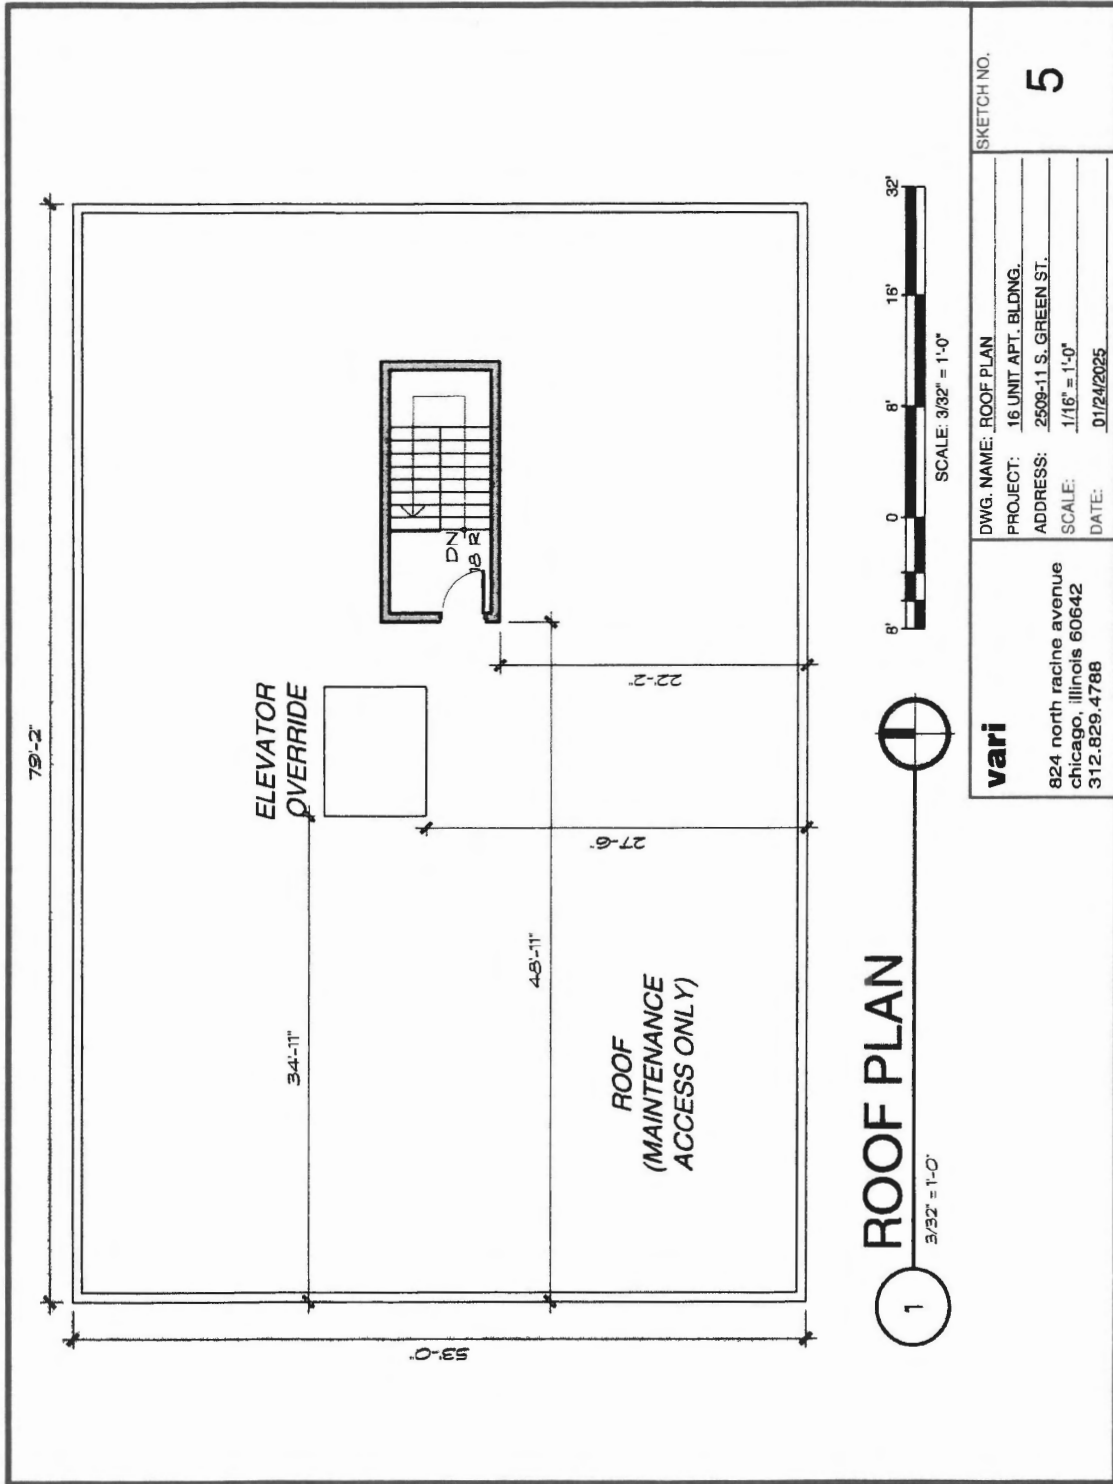 79'-2"
53'-0"
ELEVATOR
OVERRIDE
34'-11"
DN
18 R
22'-2"
27'-6"
48'-11"
ROOF
(MAINTENANCE
ACCESS ONLY)
1
ROOF PLAN
3/32" = 1'-0"
8'
0
8'
16'
32'
SCALE: 3/32" = 1'-0"
vari
824 north racine avenue
chicago, illinois 60642
312.829.4788
DWG. NAME: ROOF PLAN
PROJECT: 16 UNIT APT. BLDNG.
ADDRESS: 2509-11 S. GREEN ST.
SCALE: 1/16" = 1'-0"
DATE: 01/24/2025
SKETCH NO.
5